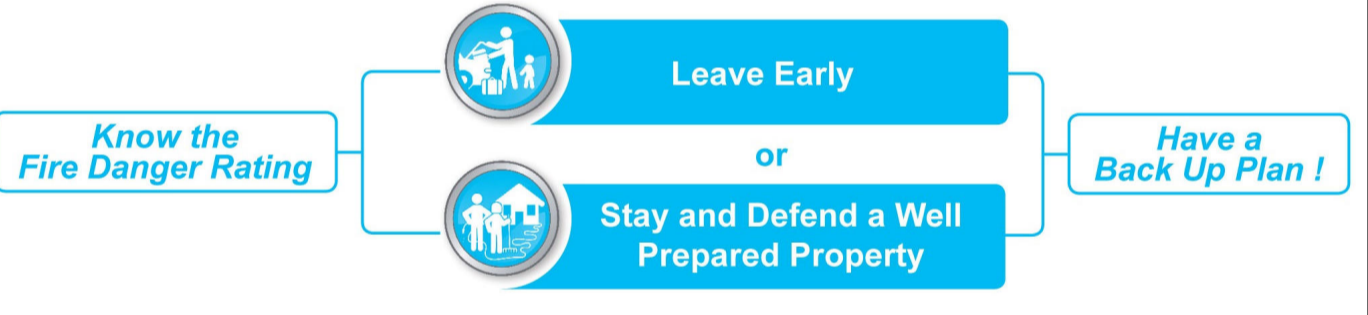 Know the
Fire Danger Rating
Leave Early
or
Stay and Defend a Well
Prepared Property
Have a
Back Up Plan !